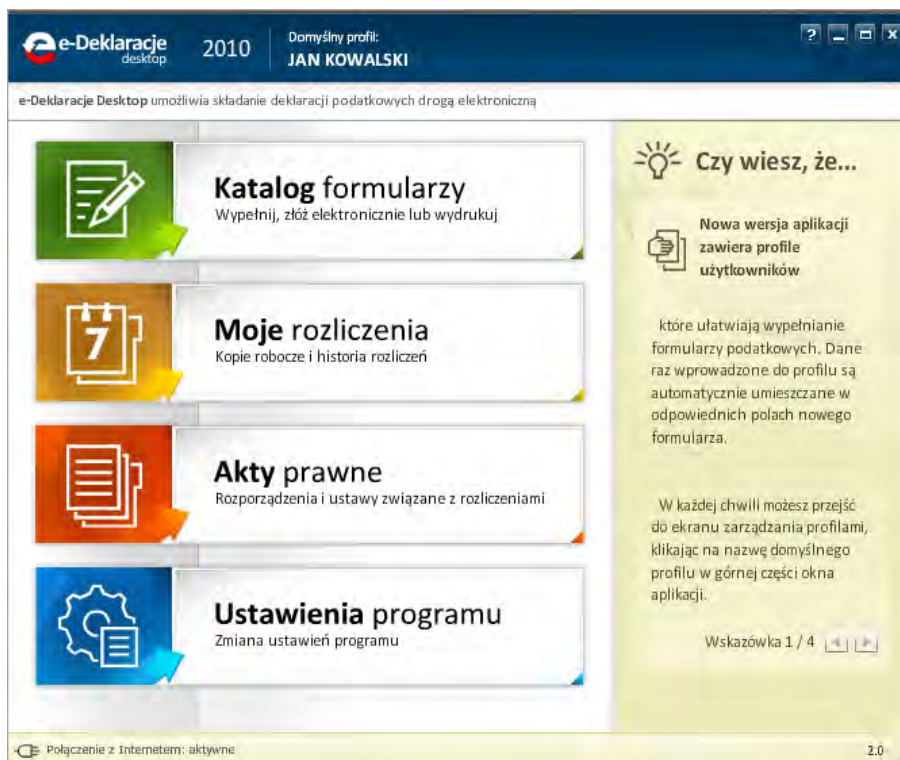 e-Deklaracje
desktop
2010
Domyślny profil:
JAN KOWALSKI
?
e-Deklaracje Desktop umożliwia składanie deklaracji podatkowych drogą elektroniczną
Katalog formularzy
Wypełnij, złóż elektronicznie lub wydrukuj
7
Moje rozliczenia
Kopie robocze i historia rozliczeń
Akty prawne
Rozporządzenia i ustawy związane z rozliczeniami
Ustawienia programu
Zmiana ustawień programu
Czy wiesz, że...
Nowa wersja aplikacji
zawiera profile
użytkowników
które ułatwiają wypełnianie
formularzy podatkowych. Dane
raz wprowadzone do profilu są
automatycznie umieszczane w
odpowiednich polach nowego
formularza.
W każdej chwili możesz przejść
do ekranu zarządzania profilami,
klikając na nazwę domyślnego
profilu w górnej części okna
aplikacji.
Wskazówka 1 / 4
Połączenie z Internetem: aktywne
2.0